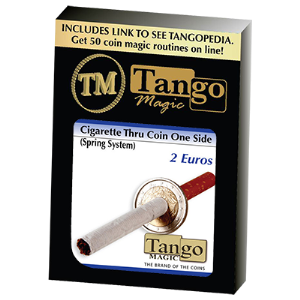 INCLUDES LINK TO SEE TANGOPEDIA.
Get 50 coin magic routines on line!
TM Tango
Magic
Cigarette Thru Coin One Side
(Spring System)
2 Euros
Tango
MAGIC
THE BRAND OF THE COINS